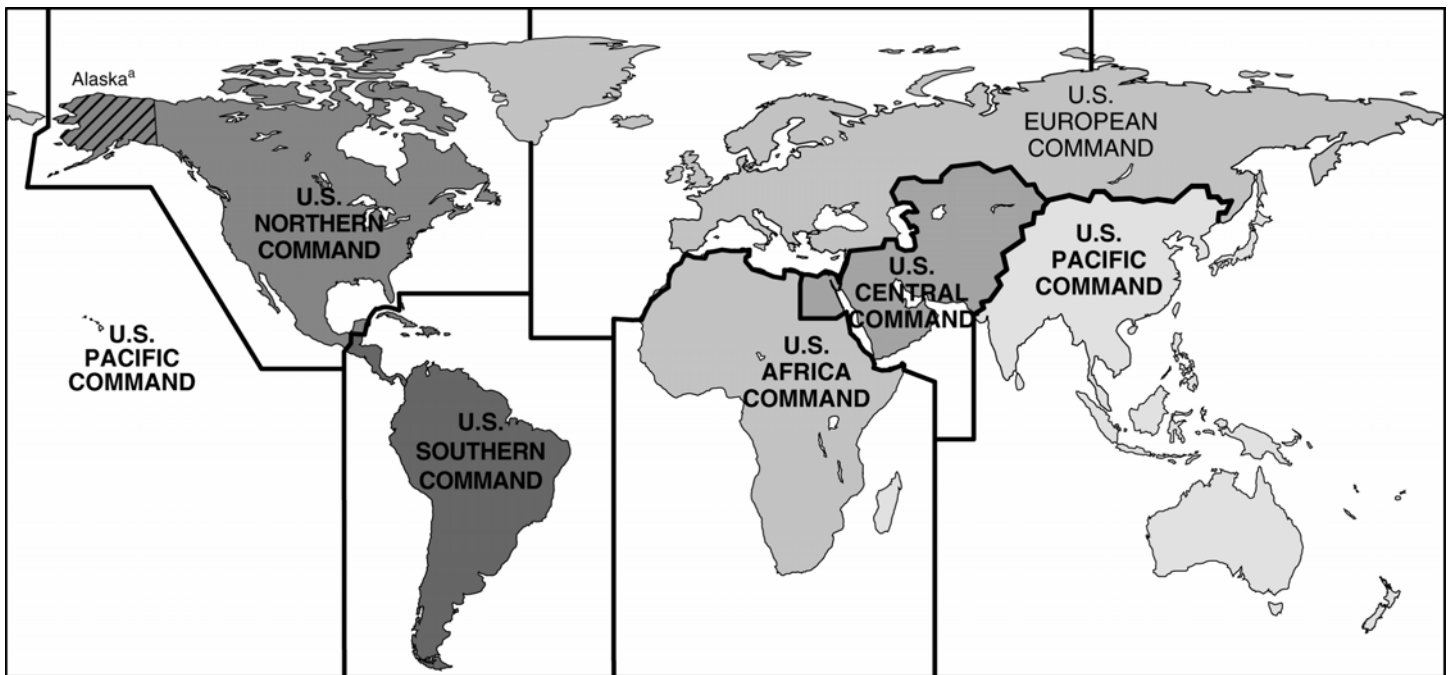 Alaskaª
U.S.
EUROPEAN
COMMAND
U.S.
NORTHERN
COMMAND
U.S.
PACIFIC
COMMAND
U.S.
CENTRAL
COMMAND
U.S.
PACIFIC
COMMAND
U.S.
AFRICA
COMMAND
U.S.
SOUTHERN
COMMAND